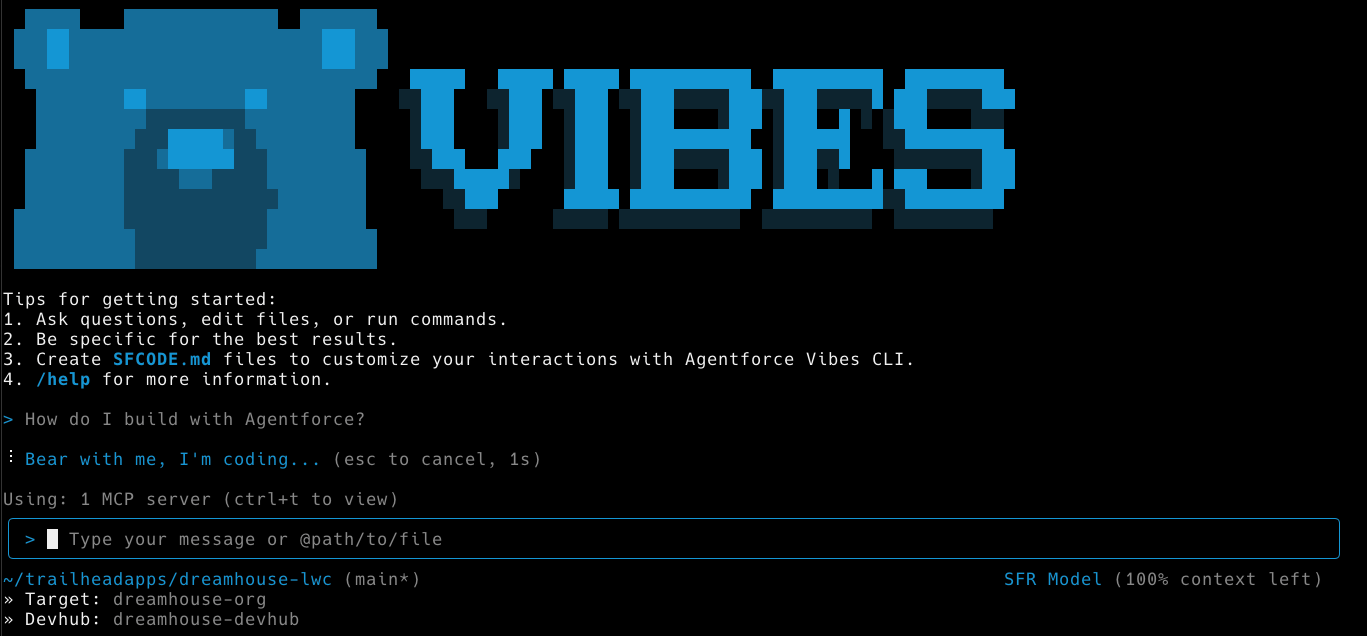 VIBES
Tips for getting started:
1. Ask questions, edit files, or run commands.
2. Be specific for the best results.
3. Create SFCODE.md files to customize your interactions with Agentforce Vibes CLI.
4. /help for more information.
> How do I build with Agentforce?
⠸ Bear with me, I'm coding... (esc to cancel, 1s)
Using: 1 MCP server (ctrl+t to view)
> Type your message or @path/to/file
~/trailheadapps/dreamhouse-lwc (main*) SFR Model (100% context left)
» Target: dreamhouse-org
» Devhub: dreamhouse-devhub